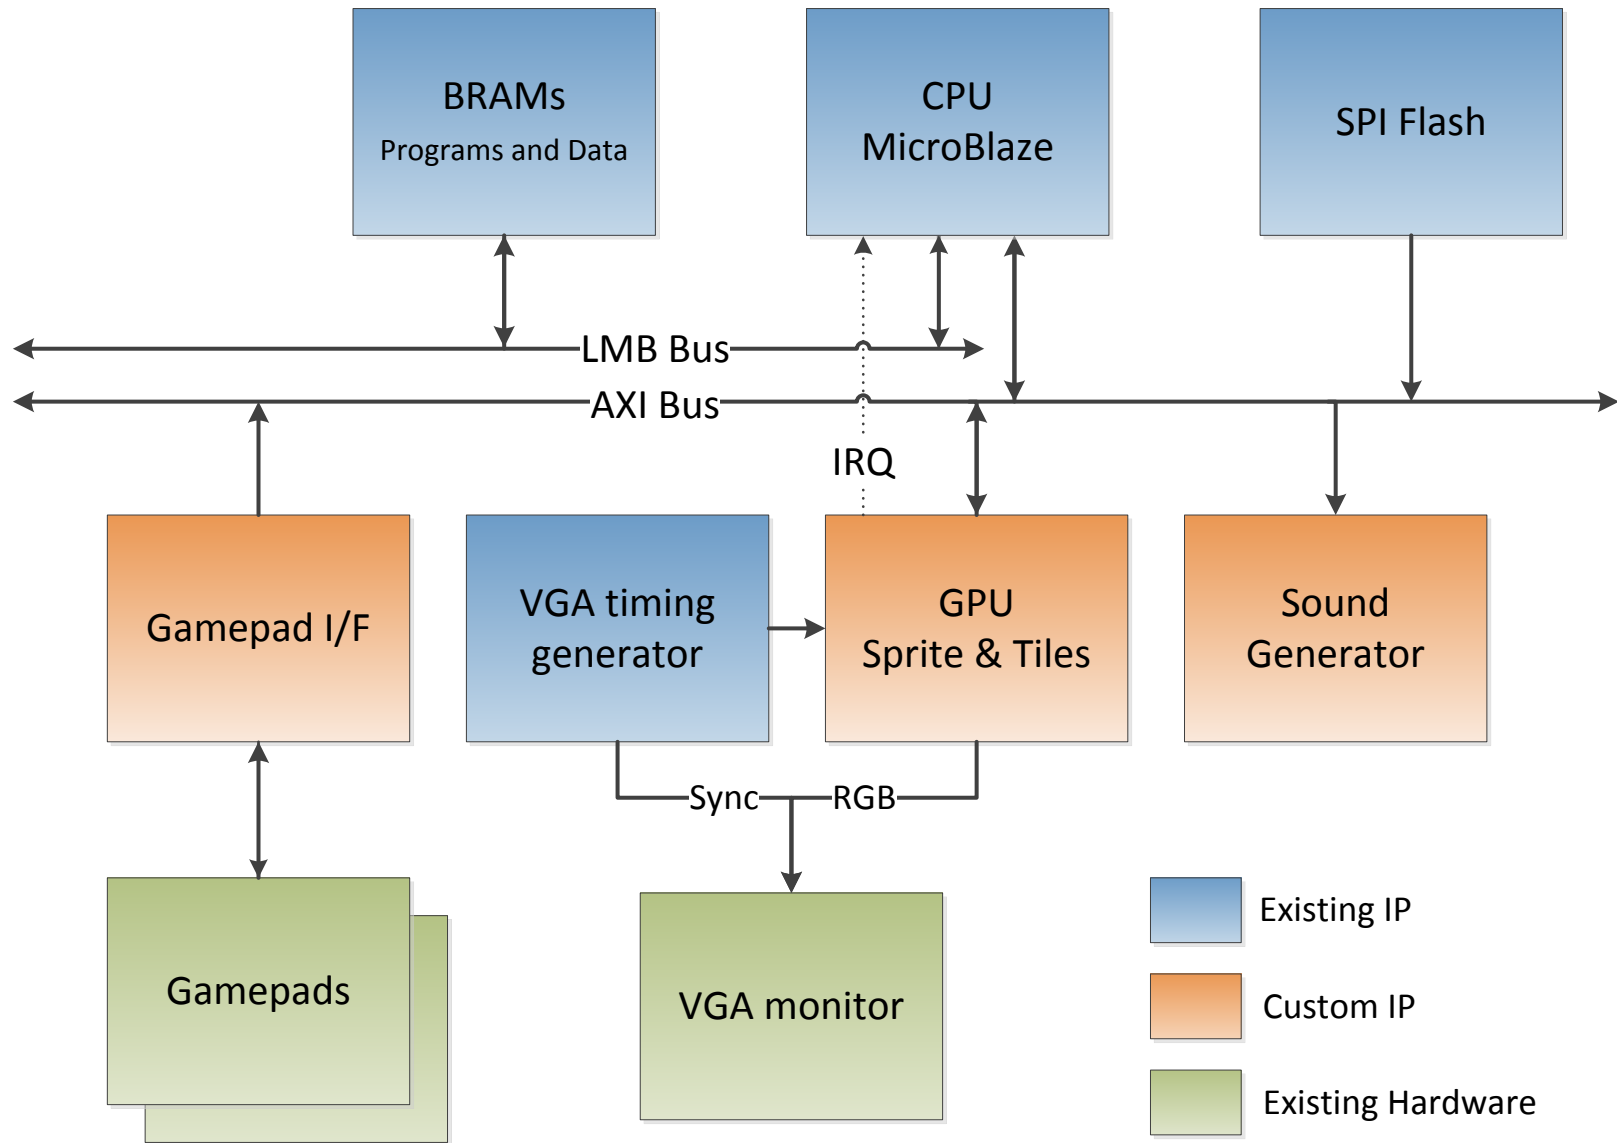 BRAMs
Programs and Data
CPU
MicroBlaze
SPI Flash
LMB Bus
AXI Bus
IRQ
Gamepad I/F
VGA timing
generator
GPU
Sprite & Tiles
Sound
Generator
Sync
RGB
Gamepads
VGA monitor
Existing IP
Custom IP
Existing Hardware